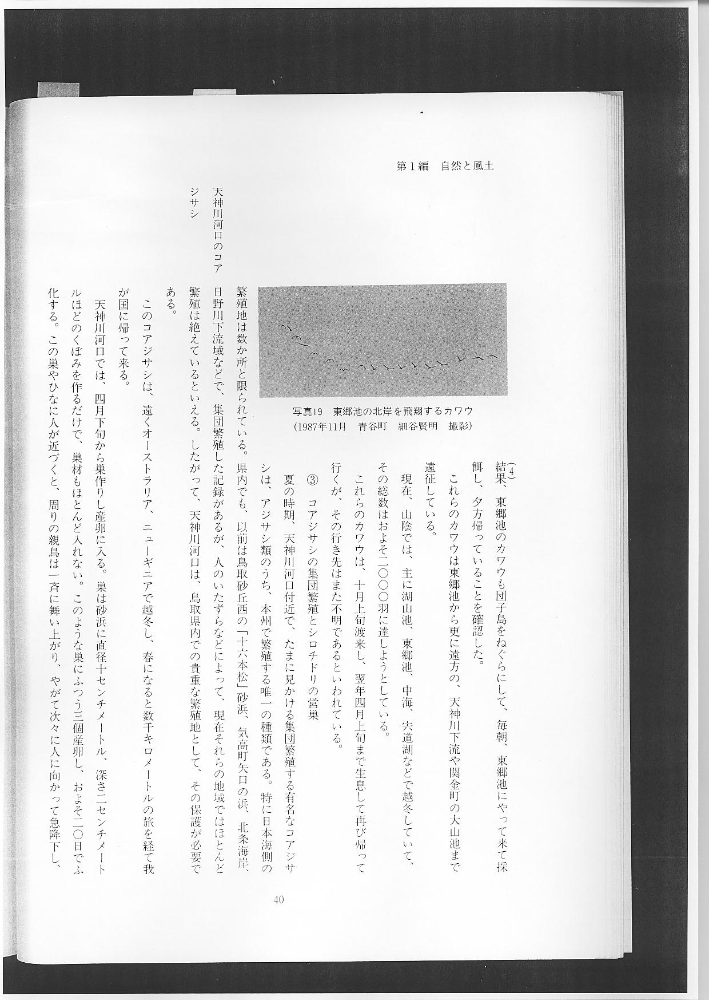 第1編 自然と風土
写真19 東郷池の北岸を飛翔するカワウ
(1987年11月 青谷町 細谷賢明 撮影)
(4)
結果、東郷池のカワウも団子島をねぐらにして、毎朝、東郷池にやって来て採
餌し、夕方帰っていることを確認した。
これらのカワウは東郷池から更に遠方の、天神川下流や関金町の大山池まで
遠征している。
現在、山陰では、主に湖山池、東郷池、中海、宍道湖などで越冬していて、
その総数はおよそ二〇〇〇羽に達しようとしている。
これらのカワウは、十月上旬渡来し、翌年四月上旬まで生息して再び帰って
行くが、その行き先はまた不明であるといわれている。
③ コアジサシの集団繁殖とシロチドリの営巣
夏の時期、天神川河口付近で、たまに見かける集団繁殖する有名なコアジサ
シは、アジサシ類のうち、本州で繁殖する唯一の種類である。特に日本海側の
繁殖地は数か所と限られている。県内でも、以前は鳥取砂丘西の「十六本松」砂浜、気高町矢口の浜、北条海岸、
天神川河口のコア
ジサシ
日野川下流域などで、集団繁殖した記録があるが、人のいたずらなどによって、現在それらの地域ではほとんど
繁殖は絶えているといえる。したがって、天神川河口は、鳥取県内での貴重な繁殖地として、その保護が必要で
ある。
このコアジサシは、遠くオーストラリア、ニューギニアで越冬し、春になると数千キロメートルの旅を経て我
が国に帰って来る。
天神川河口では、四月下旬から巣作りし産卵に入る。巣は砂浜に直径十センチメートル、深さ二センチメート
ルほどのくぼみを作るだけで、巣材もほとんど入れない。このような巣にふつう三個産卵し、およそ二〇日でふ
化する。この巣やひなに人が近づくと、周りの親鳥は一斉に舞い上がり、やがて次々に人に向かって急降下し、
40